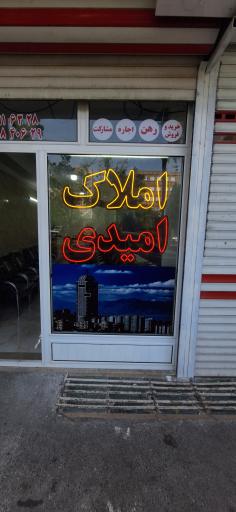 خرید و فروش رهن اجاره مشارکت
املاک
امیدی